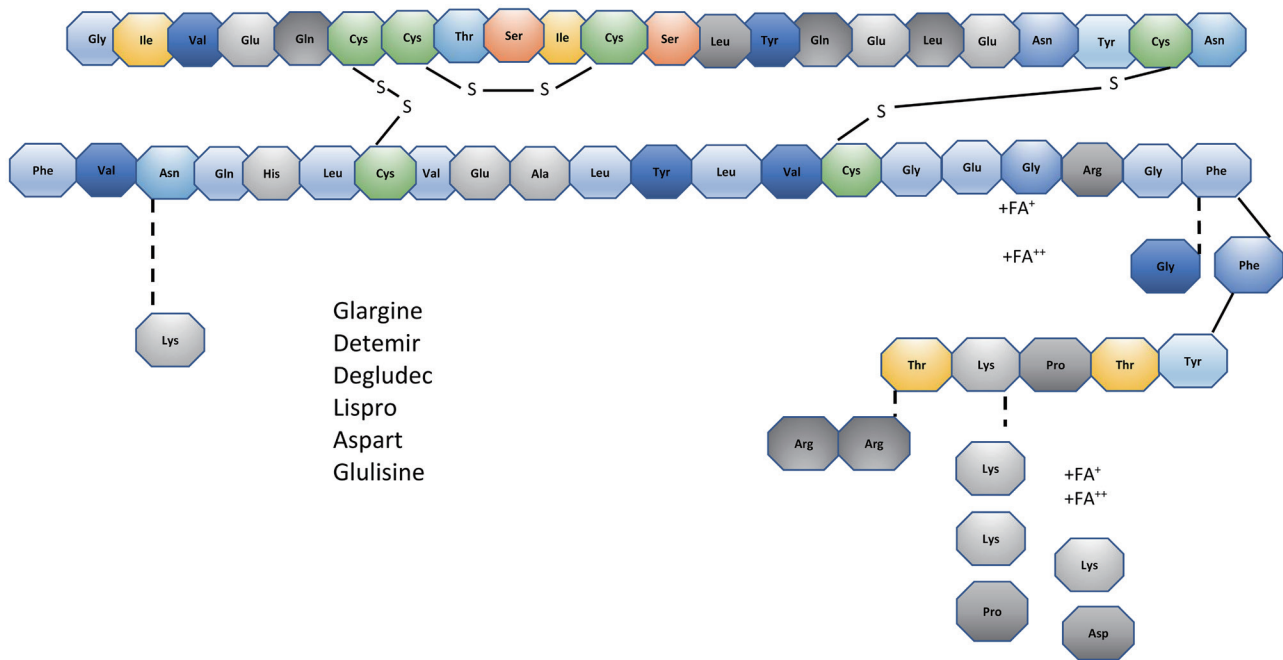 Gly Ile Val Glu Gln Cys Cys Thr Ser Ile Cys Ser Leu Tyr Gln Glu Leu Glu Asn Tyr Cys Asn
S S S S
S S
Phe Val Asn Gln His Leu Cys Val Glu Ala Leu Tyr Leu Val Cys Gly Glu Gly Arg Gly Phe
+FA⁺
+FA⁺⁺
Gly Phe
Lys
Glargine
Detemir
Degludec
Lispro
Aspart
Glulisine
Thr Lys Pro Thr Tyr
Arg Arg
Lys
+FA⁺
+FA⁺⁺
Lys
Lys
Pro
Asp